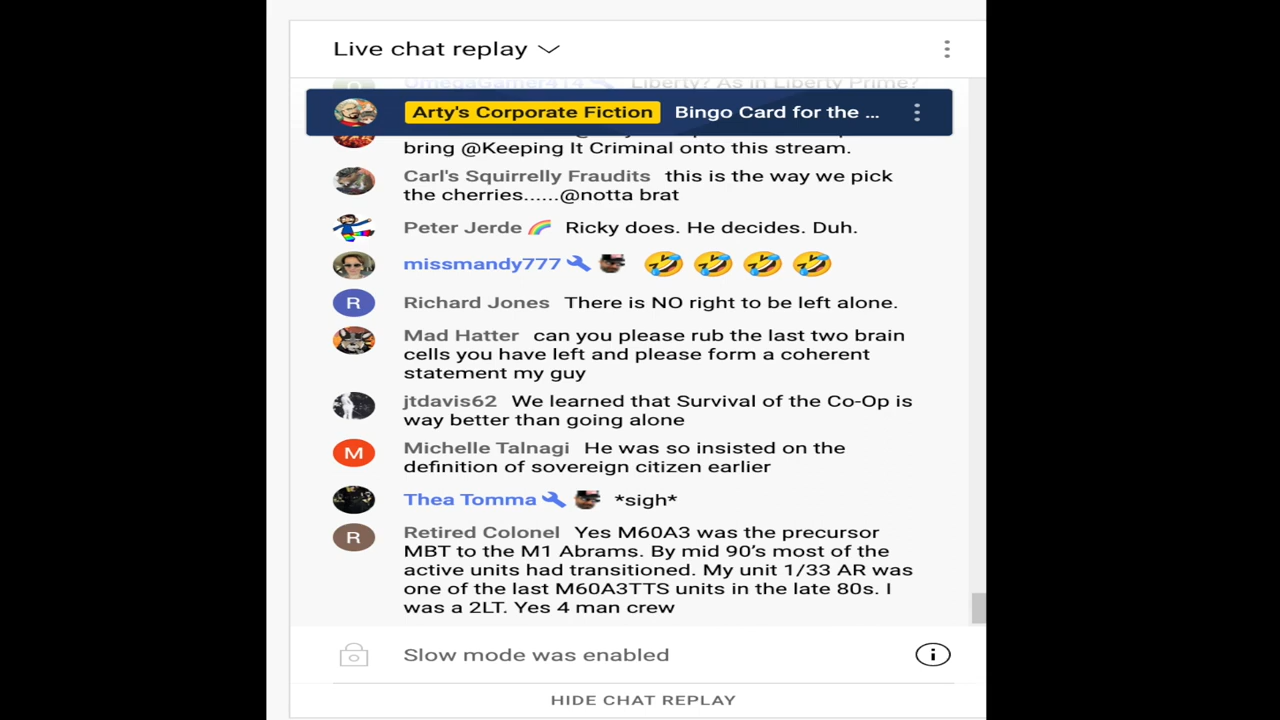 Live chat replay
OmegaGamer414 Liberty? As in Liberty Prime?
Arty's Corporate Fiction Bingo Card for the ...
bring @Keeping It Criminal onto this stream.
Carl's Squirrelly Fraudits this is the way we pick
the cherries......@notta brat
Peter Jerde 🌈 Ricky does. He decides. Duh.
missmandy777 🤣 🤣 🤣 🤣
R Richard Jones There is NO right to be left alone.
Mad Hatter can you please rub the last two brain
cells you have left and please form a coherent
statement my guy
jtdavis62 We learned that Survival of the Co-Op is
way better than going alone
M Michelle Talnagi He was so insisted on the
definition of sovereign citizen earlier
Thea Tomma *sigh*
R Retired Colonel Yes M60A3 was the precursor
MBT to the M1 Abrams. By mid 90's most of the
active units had transitioned. My unit 1/33 AR was
one of the last M60A3TTS units in the late 80s. I
was a 2LT. Yes 4 man crew
Slow mode was enabled
HIDE CHAT REPLAY